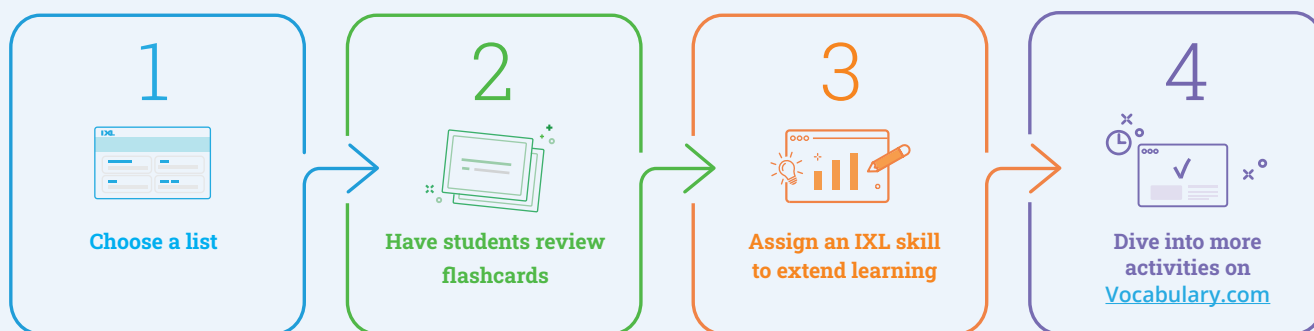 1
IXL
Choose a list
2
Have students review
flashcards
3
Assign an IXL skill
to extend learning
4
Dive into more
activities on
Vocabulary.com